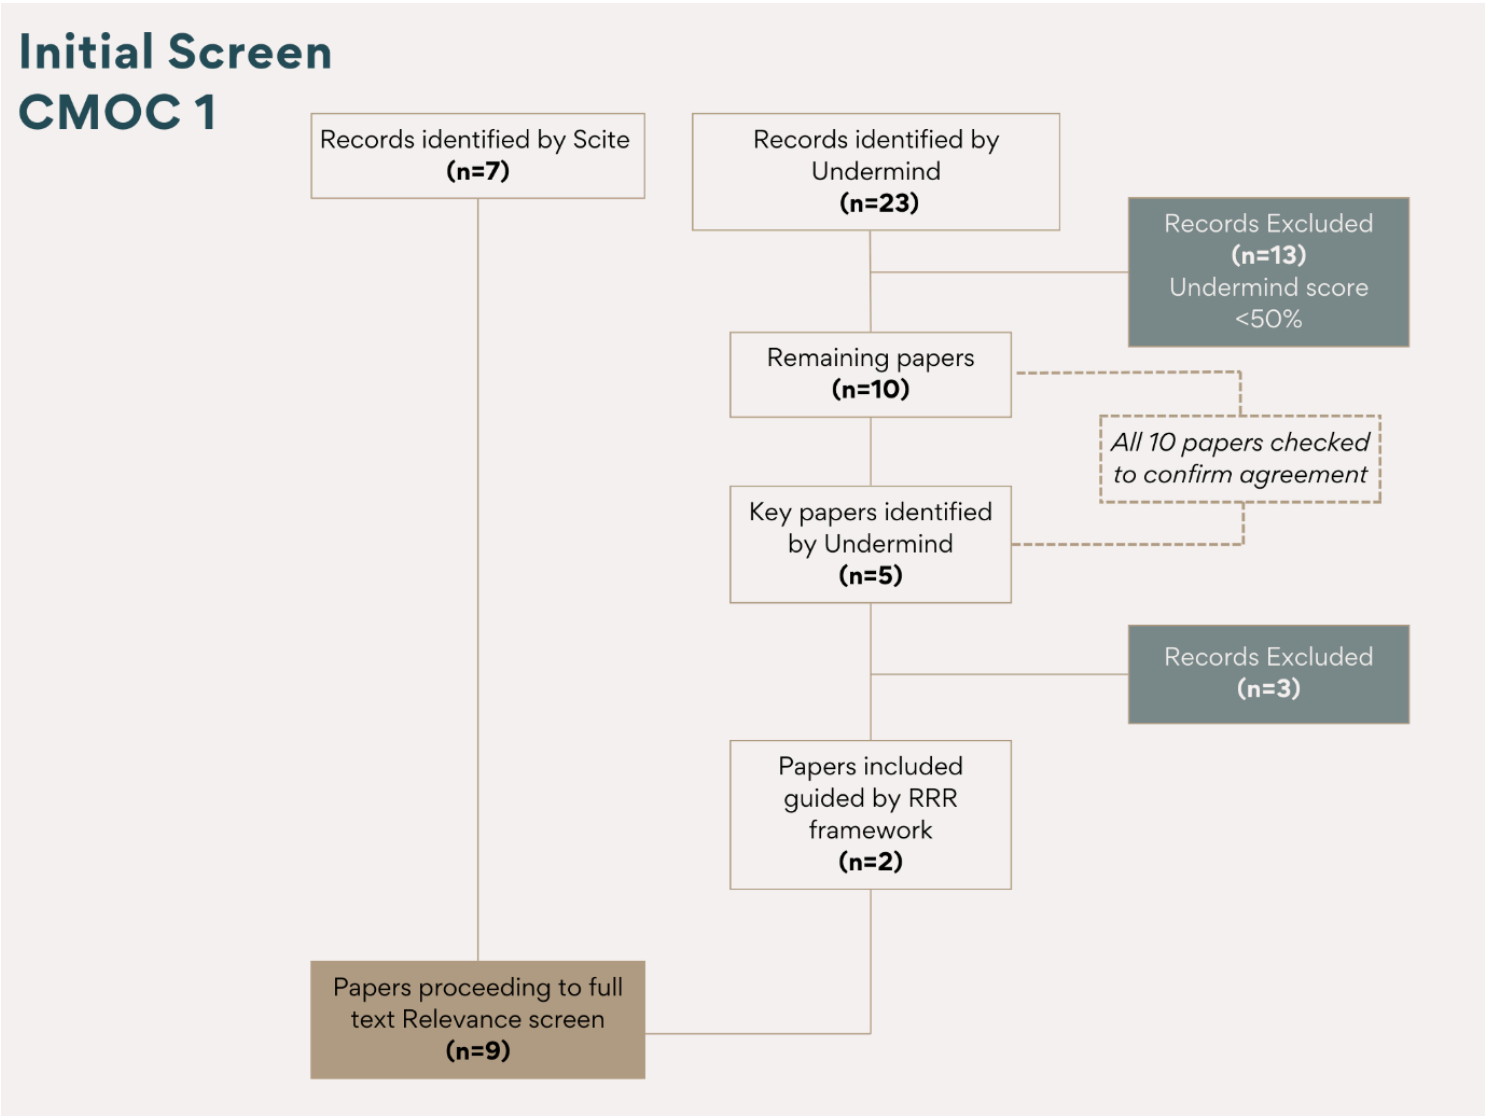 Initial Screen
CMOC 1
Records identified by Scite
(n=7)
Records identified by
Undermind
(n=23)
Records Excluded
(n=13)
Undermind score
<50%
Remaining papers
(n=10)
All 10 papers checked
to confirm agreement
Key papers identified
by Undermind
(n=5)
Records Excluded
(n=3)
Papers included
guided by RRR
framework
(n=2)
Papers proceeding to full
text Relevance screen
(n=9)